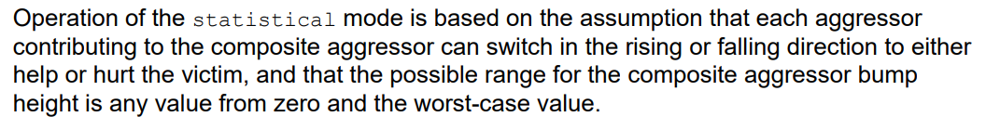 Operation of the statistical mode is based on the assumption that each aggressor
contributing to the composite aggressor can switch in the rising or falling direction to either
help or hurt the victim, and that the possible range for the composite aggressor bump
height is any value from zero and the worst-case value.